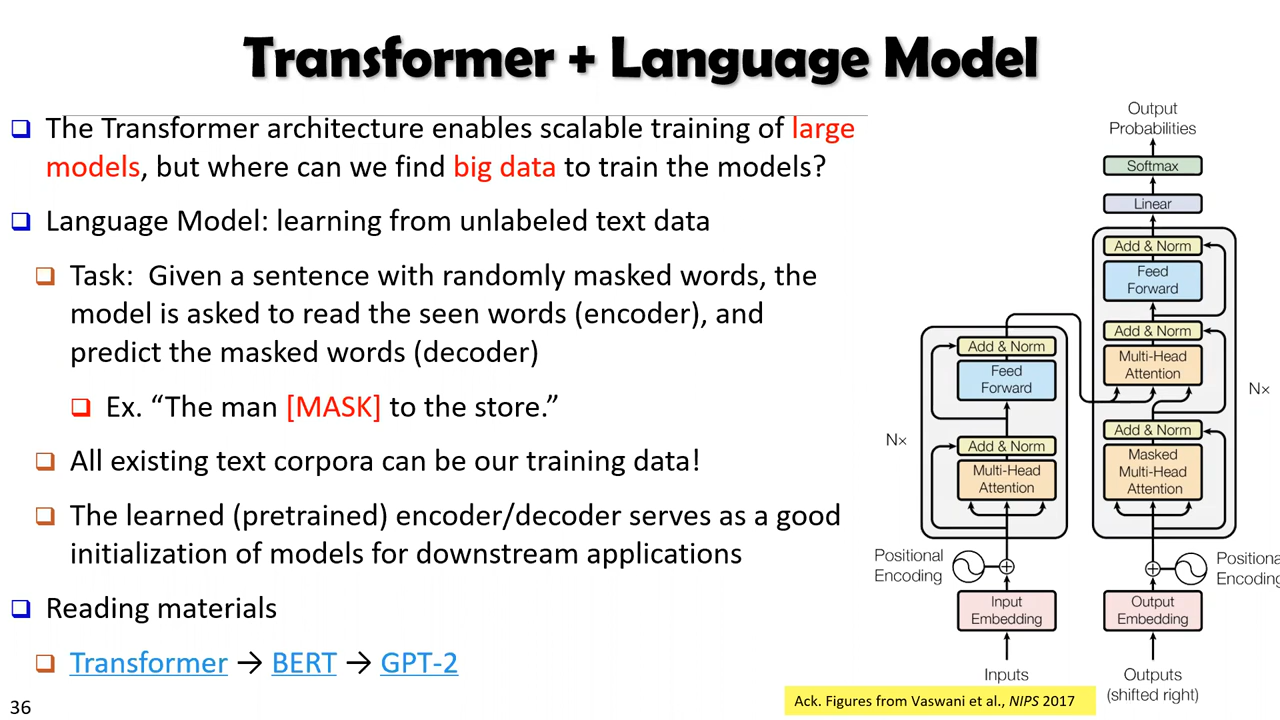 Transformer + Language Model
The Transformer architecture enables scalable training of large
models, but where can we find big data to train the models?
Language Model: learning from unlabeled text data
Task: Given a sentence with randomly masked words, the
model is asked to read the seen words (encoder), and
predict the masked words (decoder)
Ex. “The man [MASK] to the store.”
All existing text corpora can be our training data!
The learned (pretrained) encoder/decoder serves as a good
initialization of models for downstream applications
Reading materials
Transformer → BERT → GPT-2
36
Output
Probabilities
Softmax
Linear
Add & Norm
Feed
Forward
Add & Norm
Multi-Head
Attention
Add & Norm
Masked
Multi-Head
Attention
N×
Add & Norm
Feed
Forward
Add & Norm
Multi-Head
Attention
N×
Positional
Encoding
Positional
Encoding
Input
Embedding
Output
Embedding
Inputs
Outputs
(shifted right)
Ack. Figures from Vaswani et al., NIPS 2017